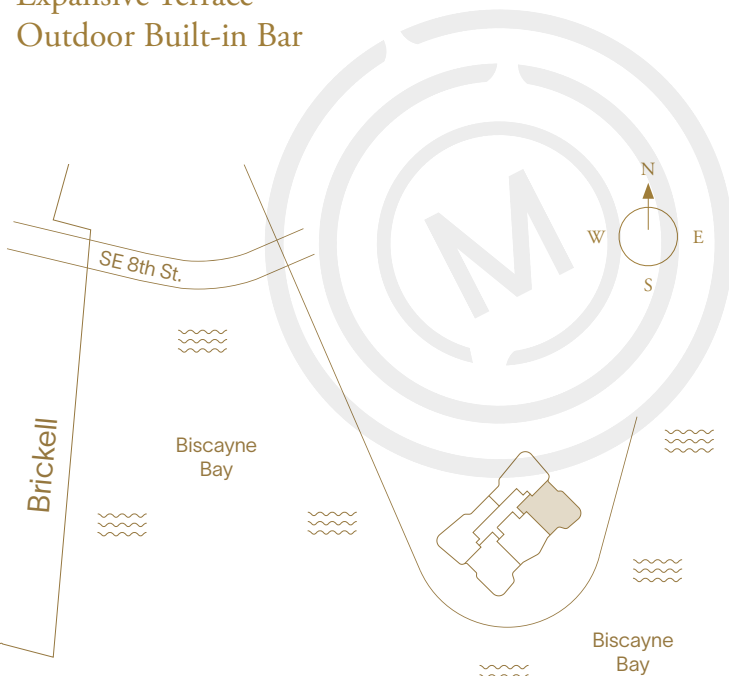 Expansive Terrace
Outdoor Built-in Bar
M
N
W
E
S
SE 8th St.
Brickell
Biscayne
Bay
Biscayne
Bay